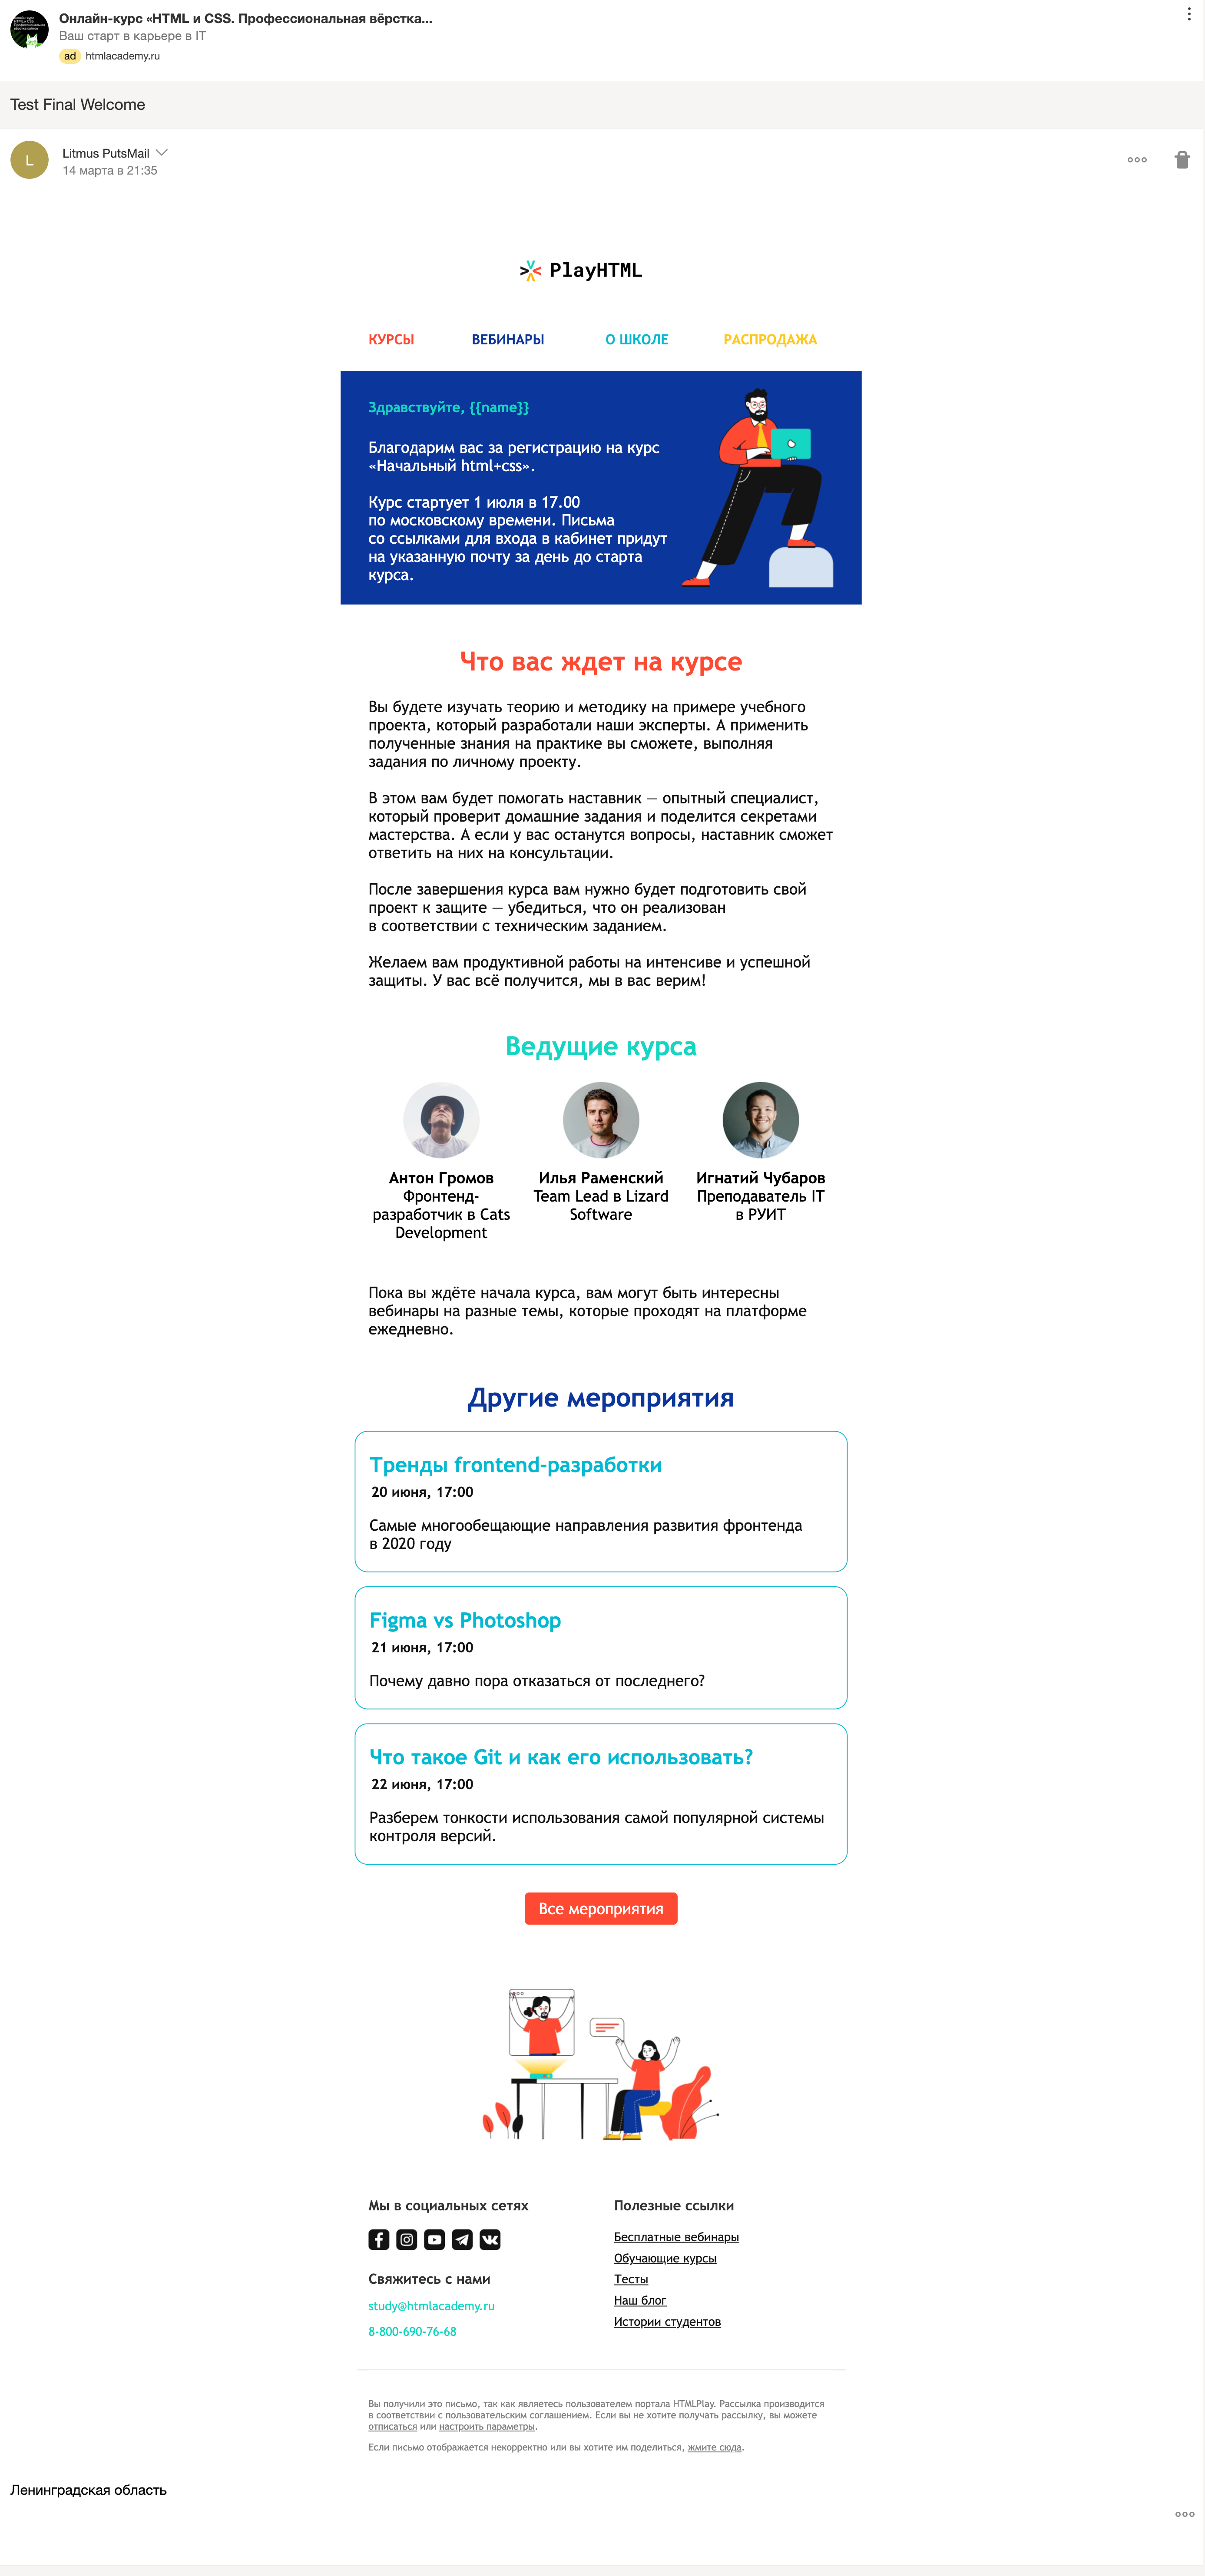 Онлайн-курс «HTML и CSS. Профессиональная вёрстка...
Ваш старт в карьере в IT
ad htmlacademy.ru
Test Final Welcome
L
Litmus PutsMail
14 марта в 21:35
PlayHTML
КУРСЫ ВЕБИНАРЫ О ШКОЛЕ РАСПРОДАЖА
Здравствуйте, {{name}}
Благодарим вас за регистрацию на курс
«Начальный html+css».
Курс стартует 1 июля в 17.00
по московскому времени. Письма
со ссылками для входа в кабинет придут
на указанную почту за день до старта
курса.
Что вас ждет на курсе
Вы будете изучать теорию и методику на примере учебного
проекта, который разработали наши эксперты. А применить
полученные знания на практике вы сможете, выполняя
задания по личному проекту.
В этом вам будет помогать наставник — опытный специалист,
который проверит домашние задания и поделится секретами
мастерства. А если у вас останутся вопросы, наставник сможет
ответить на них на консультации.
После завершения курса вам нужно будет подготовить свой
проект к защите — убедиться, что он реализован
в соответствии с техническим заданием.
Желаем вам продуктивной работы на интенсиве и успешной
защиты. У вас всё получится, мы в вас верим!
Ведущие курса
Антон Громов
Фронтенд-
разработчик в Cats
Development
Илья Раменский
Team Lead в Lizard
Software
Игнатий Чубаров
Преподаватель IT
в РУИТ
Пока вы ждёте начала курса, вам могут быть интересны
вебинары на разные темы, которые проходят на платформе
ежедневно.
Другие мероприятия
Тренды frontend-разработки
20 июня, 17:00
Самые многообещающие направления развития фронтенда
в 2020 году
Figma vs Photoshop
21 июня, 17:00
Почему давно пора отказаться от последнего?
Что такое Git и как его использовать?
22 июня, 17:00
Разберем тонкости использования самой популярной системы
контроля версий.
Все мероприятия
Мы в социальных сетях
Свяжитесь с нами
study@htmlacademy.ru
8-800-690-76-68
Полезные ссылки
Бесплатные вебинары
Обучающие курсы
Тесты
Наш блог
Истории студентов
Вы получили это письмо, так как являетесь пользователем портала HTMLPlay. Рассылка производится
в соответствии с пользовательским соглашением. Если вы не хотите получать рассылку, вы можете
отписаться или настроить параметры.
Если письмо отображается некорректно или вы хотите им поделиться, жмите сюда.
Ленинградская область